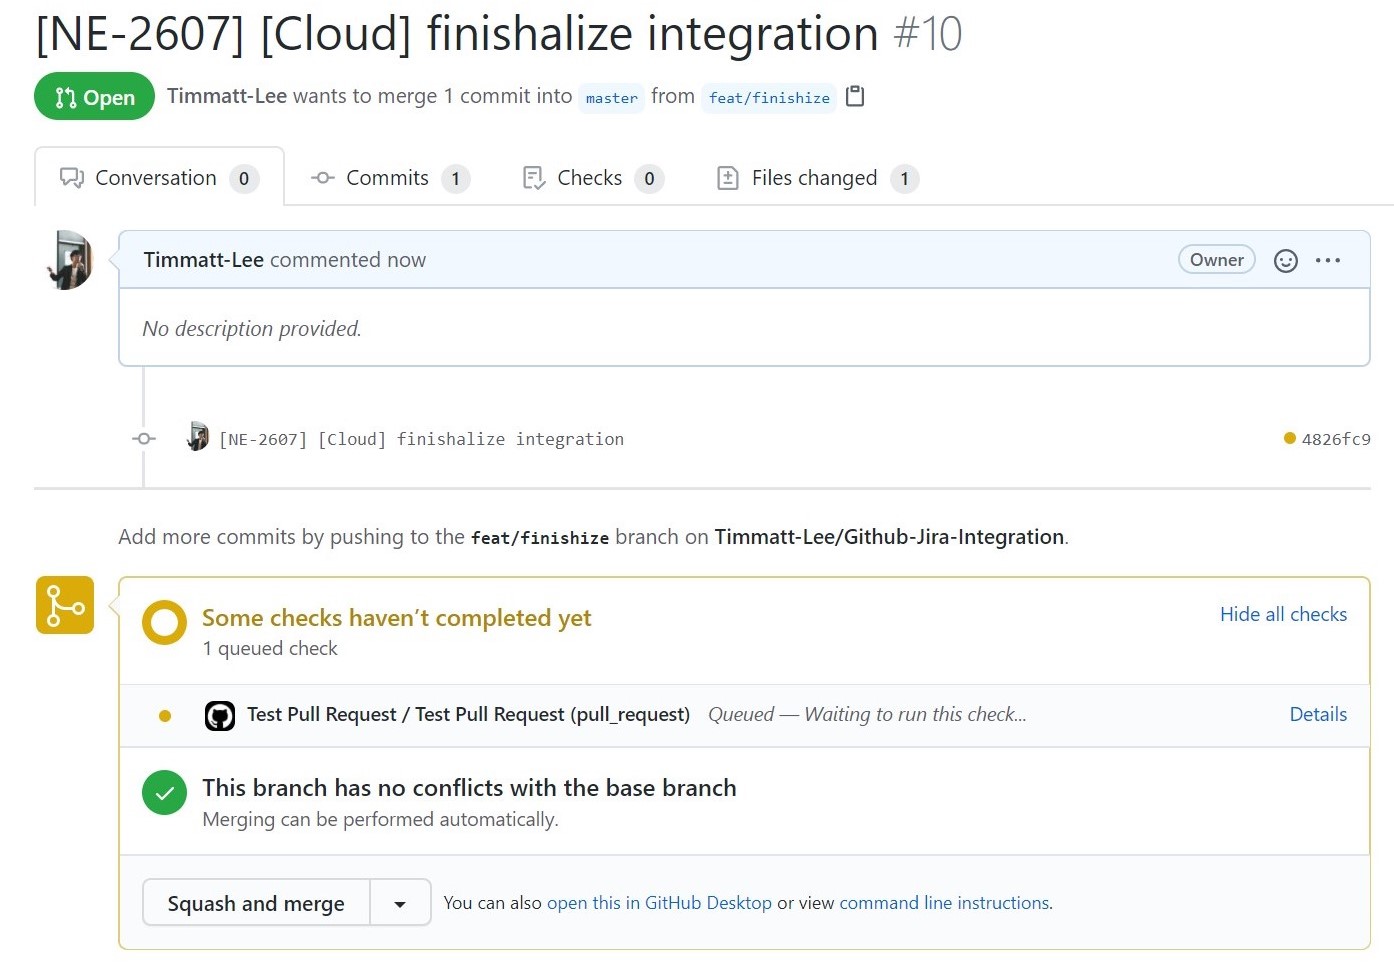 [NE-2607] [Cloud] finishalize integration #10
Open Timmatt-Lee wants to merge 1 commit into master from feat/finishize
Conversation 0 Commits 1 Checks 0 Files changed 1
Timmatt-Lee commented now Owner
No description provided.
[NE-2607] [Cloud] finishalize integration 4826fc9
Add more commits by pushing to the feat/finishize branch on Timmatt-Lee/Github-Jira-Integration.
Some checks haven’t completed yet Hide all checks
1 queued check
Test Pull Request / Test Pull Request (pull_request) Queued — Waiting to run this check... Details
This branch has no conflicts with the base branch
Merging can be performed automatically.
Squash and merge You can also open this in GitHub Desktop or view command line instructions.